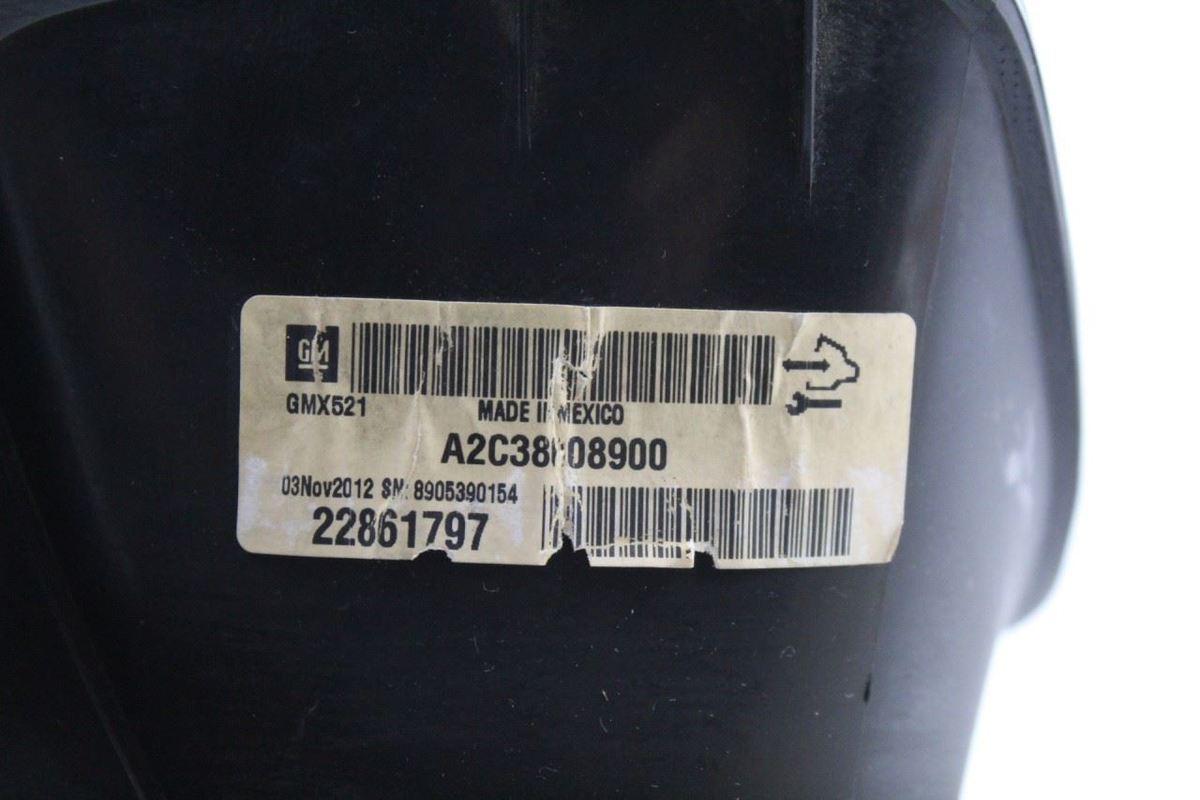 GM
GMX521
MADE MEXICO
03Nov2012 SN: 8905390154
22861797